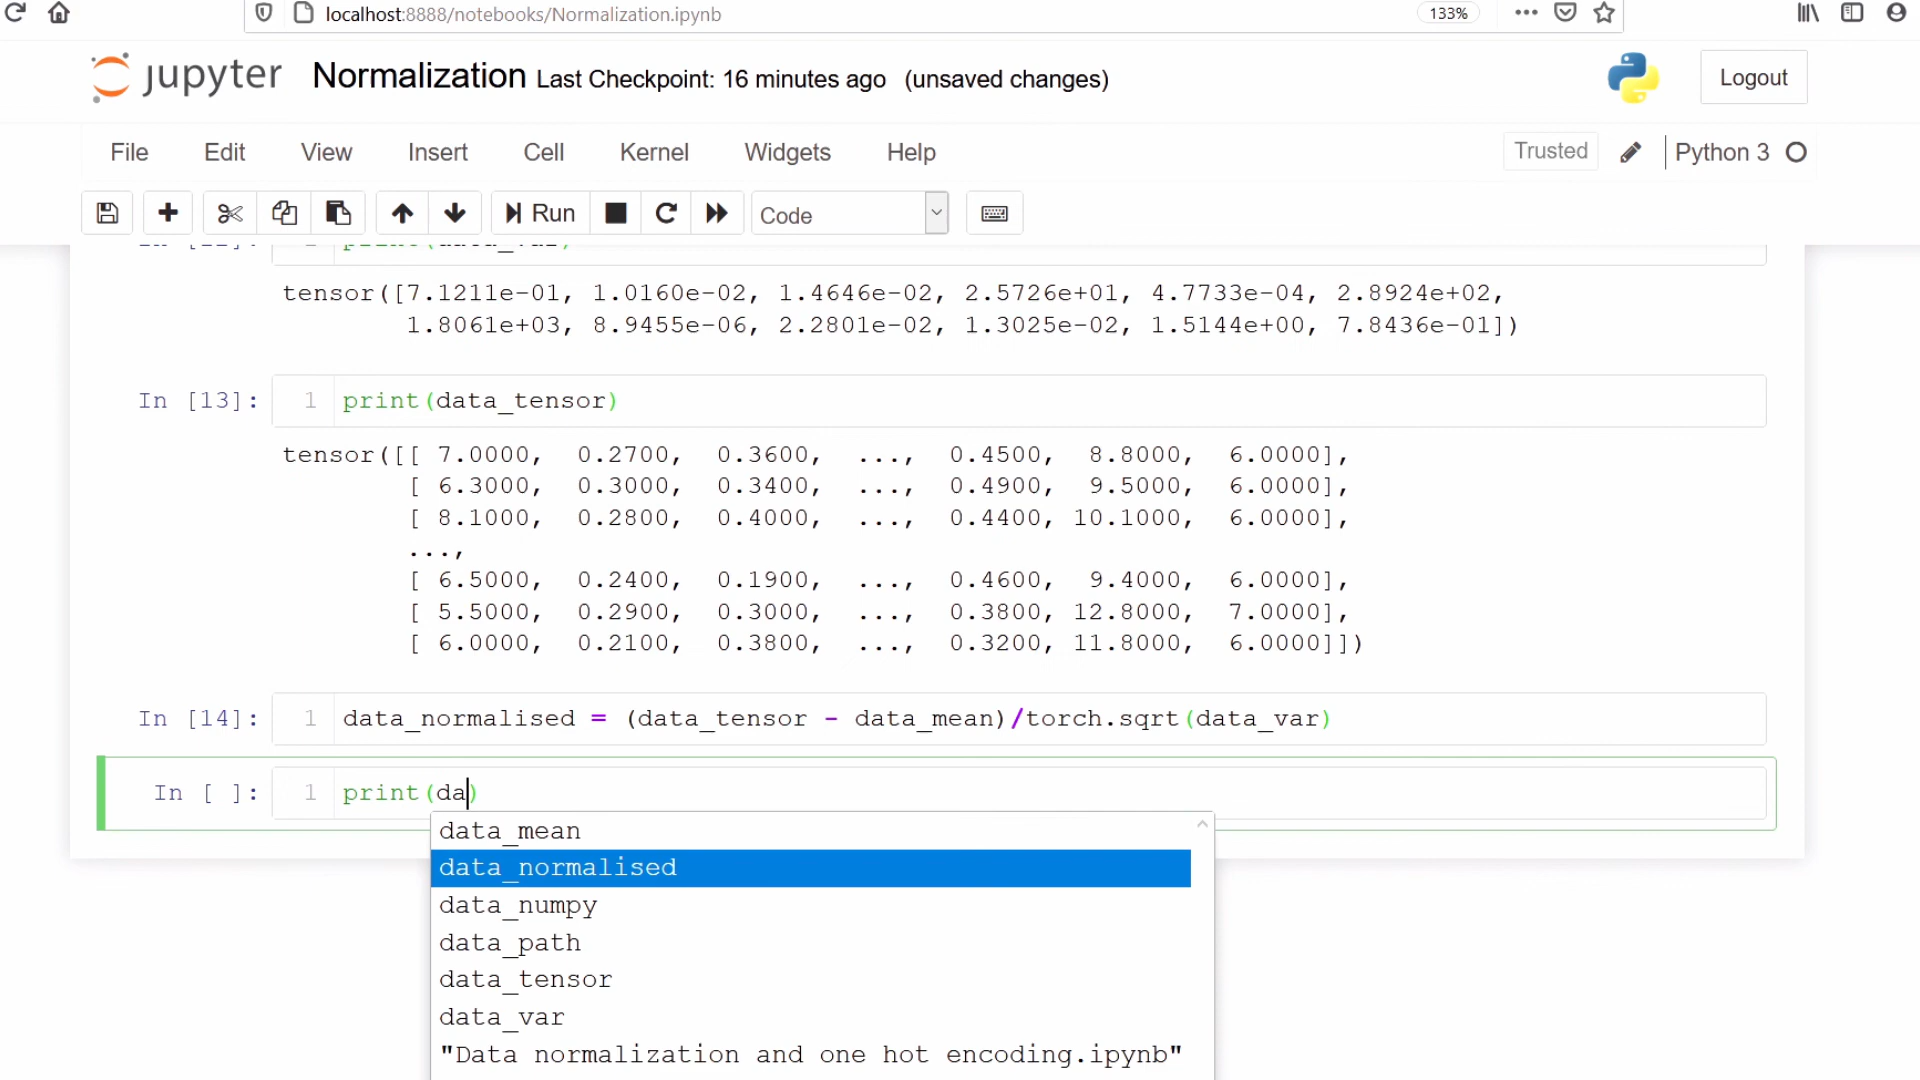 localhost:8888/notebooks/Normalization.ipynb 133%
jupyter Normalization Last Checkpoint: 16 minutes ago (unsaved changes) Logout
File Edit View Insert Cell Kernel Widgets Help Trusted Python 3
Run Code
tensor([7.1211e-01, 1.0160e-02, 1.4646e-02, 2.5726e+01, 4.7733e-04, 2.8924e+02,
1.8061e+03, 8.9455e-06, 2.2801e-02, 1.3025e-02, 1.5144e+00, 7.8436e-01])
In [13]: 1 print(data_tensor)
tensor([[ 7.0000, 0.2700, 0.3600, ..., 0.4500, 8.8000, 6.0000],
[ 6.3000, 0.3000, 0.3400, ..., 0.4900, 9.5000, 6.0000],
[ 8.1000, 0.2800, 0.4000, ..., 0.4400, 10.1000, 6.0000],
...,
[ 6.5000, 0.2400, 0.1900, ..., 0.4600, 9.4000, 6.0000],
[ 5.5000, 0.2900, 0.3000, ..., 0.3800, 12.8000, 7.0000],
[ 6.0000, 0.2100, 0.3800, ..., 0.3200, 11.8000, 6.0000]])
In [14]: 1 data_normalised = (data_tensor - data_mean)/torch.sqrt(data_var)
In [ ]: 1 print(da)
data_mean
data_normalised
data_numpy
data_path
data_tensor
data_var
"Data normalization and one hot encoding.ipynb"